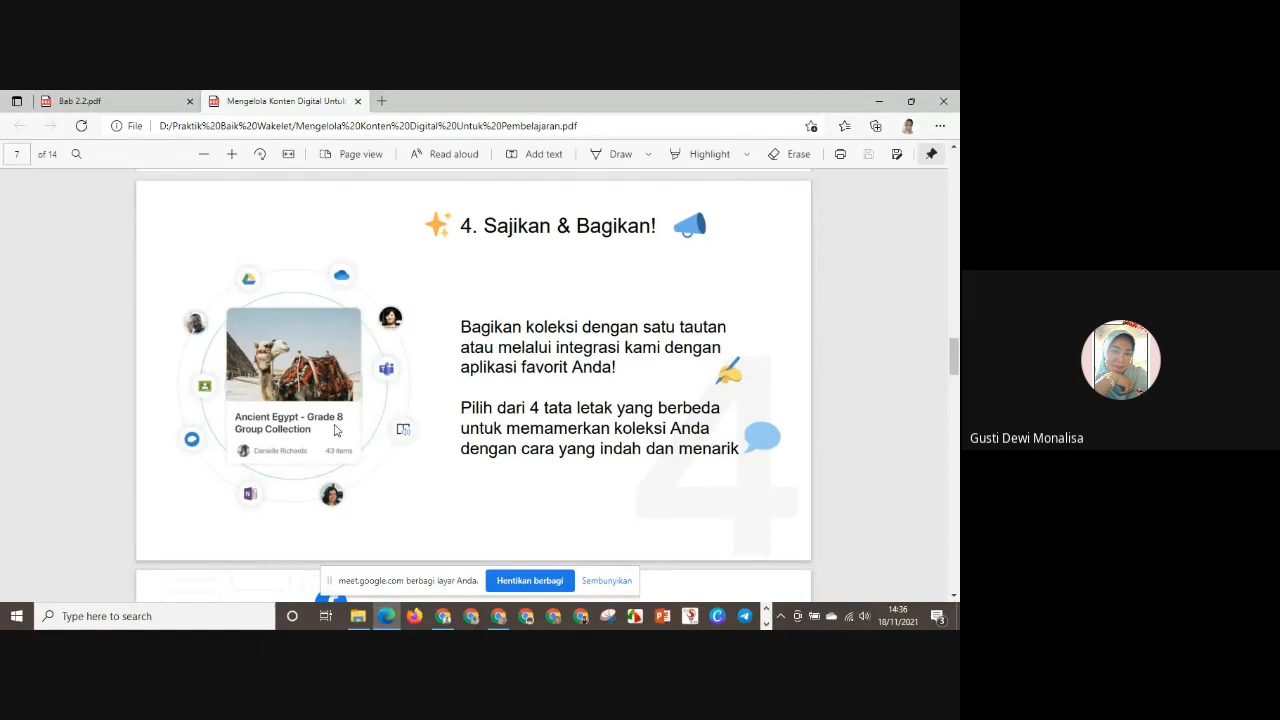 Bab 2.2.pdf
Mengelola Konten Digital Untuk
File
D:/Praktik%20Baik%20Wakelet/Mengelola%20Konten%20Digital%20Untuk%20Pembelajaran.pdf
7 of 14
Page view
Read aloud
Add text
Draw
Highlight
Erase
4. Sajikan & Bagikan!
Bagikan koleksi dengan satu tautan
atau melalui integrasi kami dengan
aplikasi favorit Anda!
Pilih dari 4 tata letak yang berbeda
untuk memamerkan koleksi Anda
dengan cara yang indah dan menarik
4
Ancient Egypt - Grade 8
Group Collection
Danielle Richards 43 items
meet.google.com berbagi layar Anda.
Hentikan berbagi
Sembunyikan
Type here to search
14:36
18/11/2021
3
Gusti Dewi Monalisa